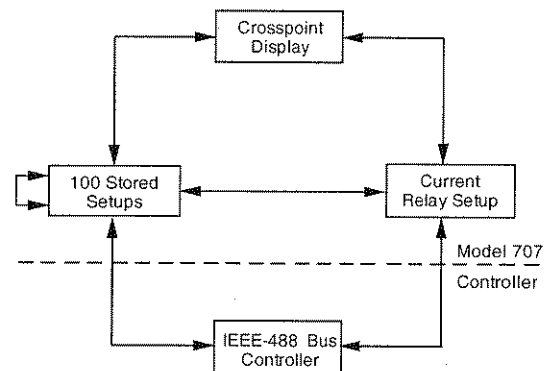 Crosspoint
Display
100 Stored
Setups
Current
Relay Setup
Model 707
Controller
IEEE-488 Bus
Controller